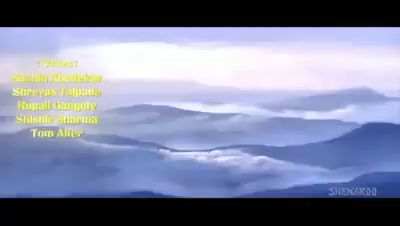 : Voices :
Sachin Khedekar
Shreyas Talpade
Rupali Ganguly
Shishir Sharma
Tom Alter
SHEMAROO